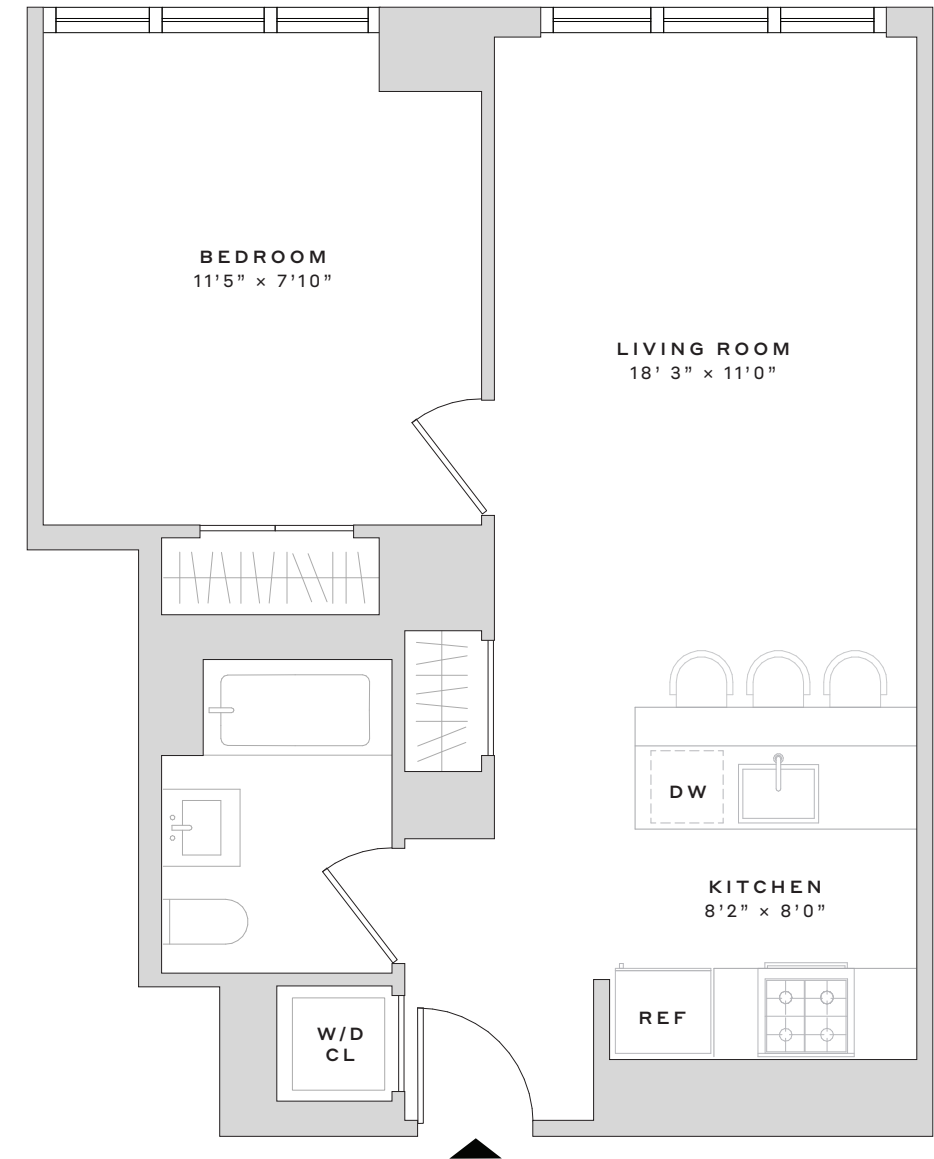 BEDROOM
11’5” × 7’10”
LIVING ROOM
18’ 3” × 11’0”
DW
KITCHEN
8’2” × 8’0”
REF
W/D
CL